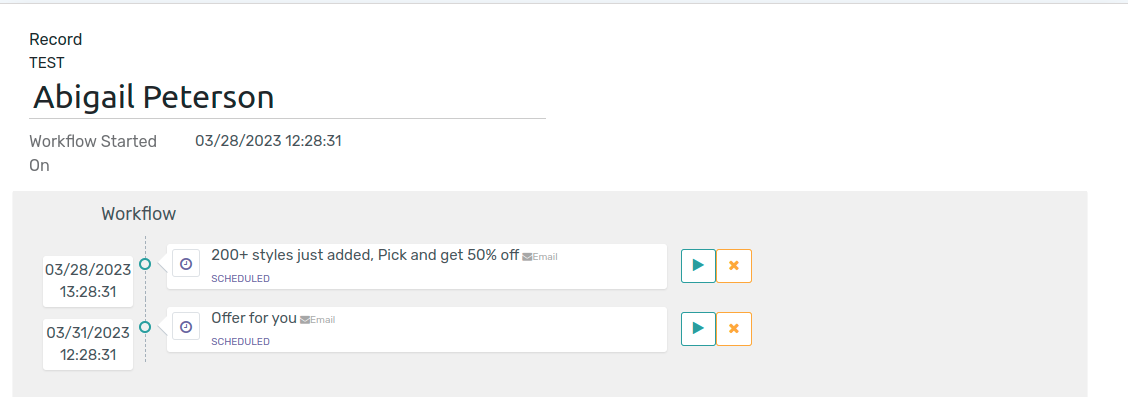 Record
TEST
Abigail Peterson
Workflow Started On
03/28/2023 12:28:31
Workflow
03/28/2023 13:28:31
200+ styles just added, Pick and get 50% off Email
SCHEDULED
03/31/2023 12:28:31
Offer for you Email
SCHEDULED